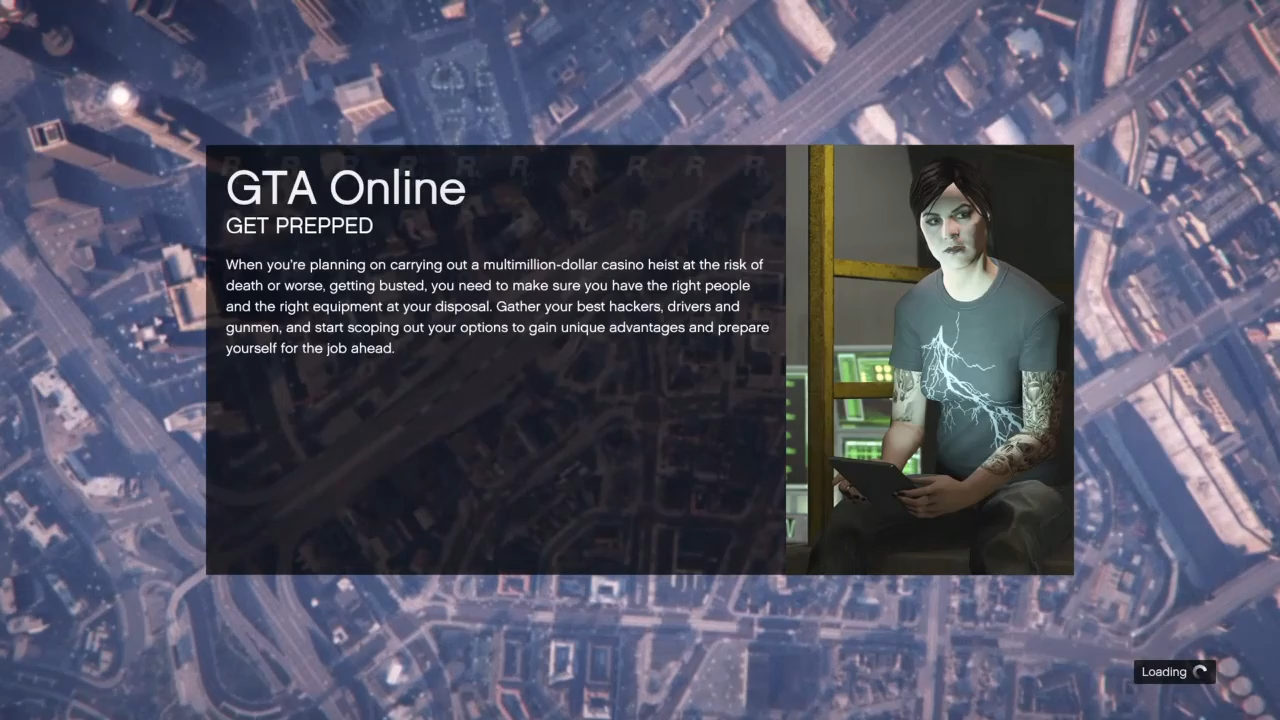 GTA Online
GET PREPPED
When you're planning on carrying out a multimillion-dollar casino heist at the risk of
death or worse, getting busted, you need to make sure you have the right people
and the right equipment at your disposal. Gather your best hackers, drivers and
gunmen, and start scoping out your options to gain unique advantages and prepare
yourself for the job ahead.
Loading